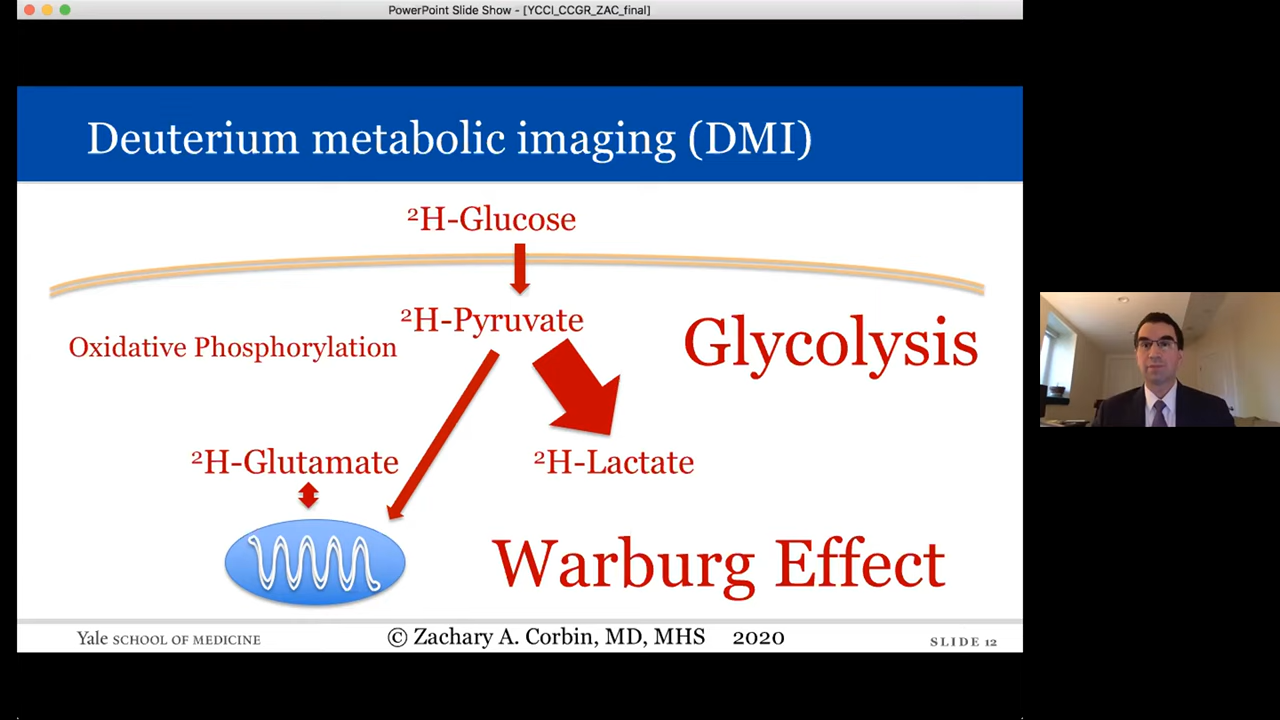 PowerPoint Slide Show - [YCCI_CCGR_ZAC_final]
Deuterium metabolic imaging (DMI)
²H-Glucose
²H-Pyruvate
Oxidative Phosphorylation
Glycolysis
²H-Glutamate
²H-Lactate
Warburg Effect
Yale SCHOOL OF MEDICINE
© Zachary A. Corbin, MD, MHS 2020
SLIDE 12